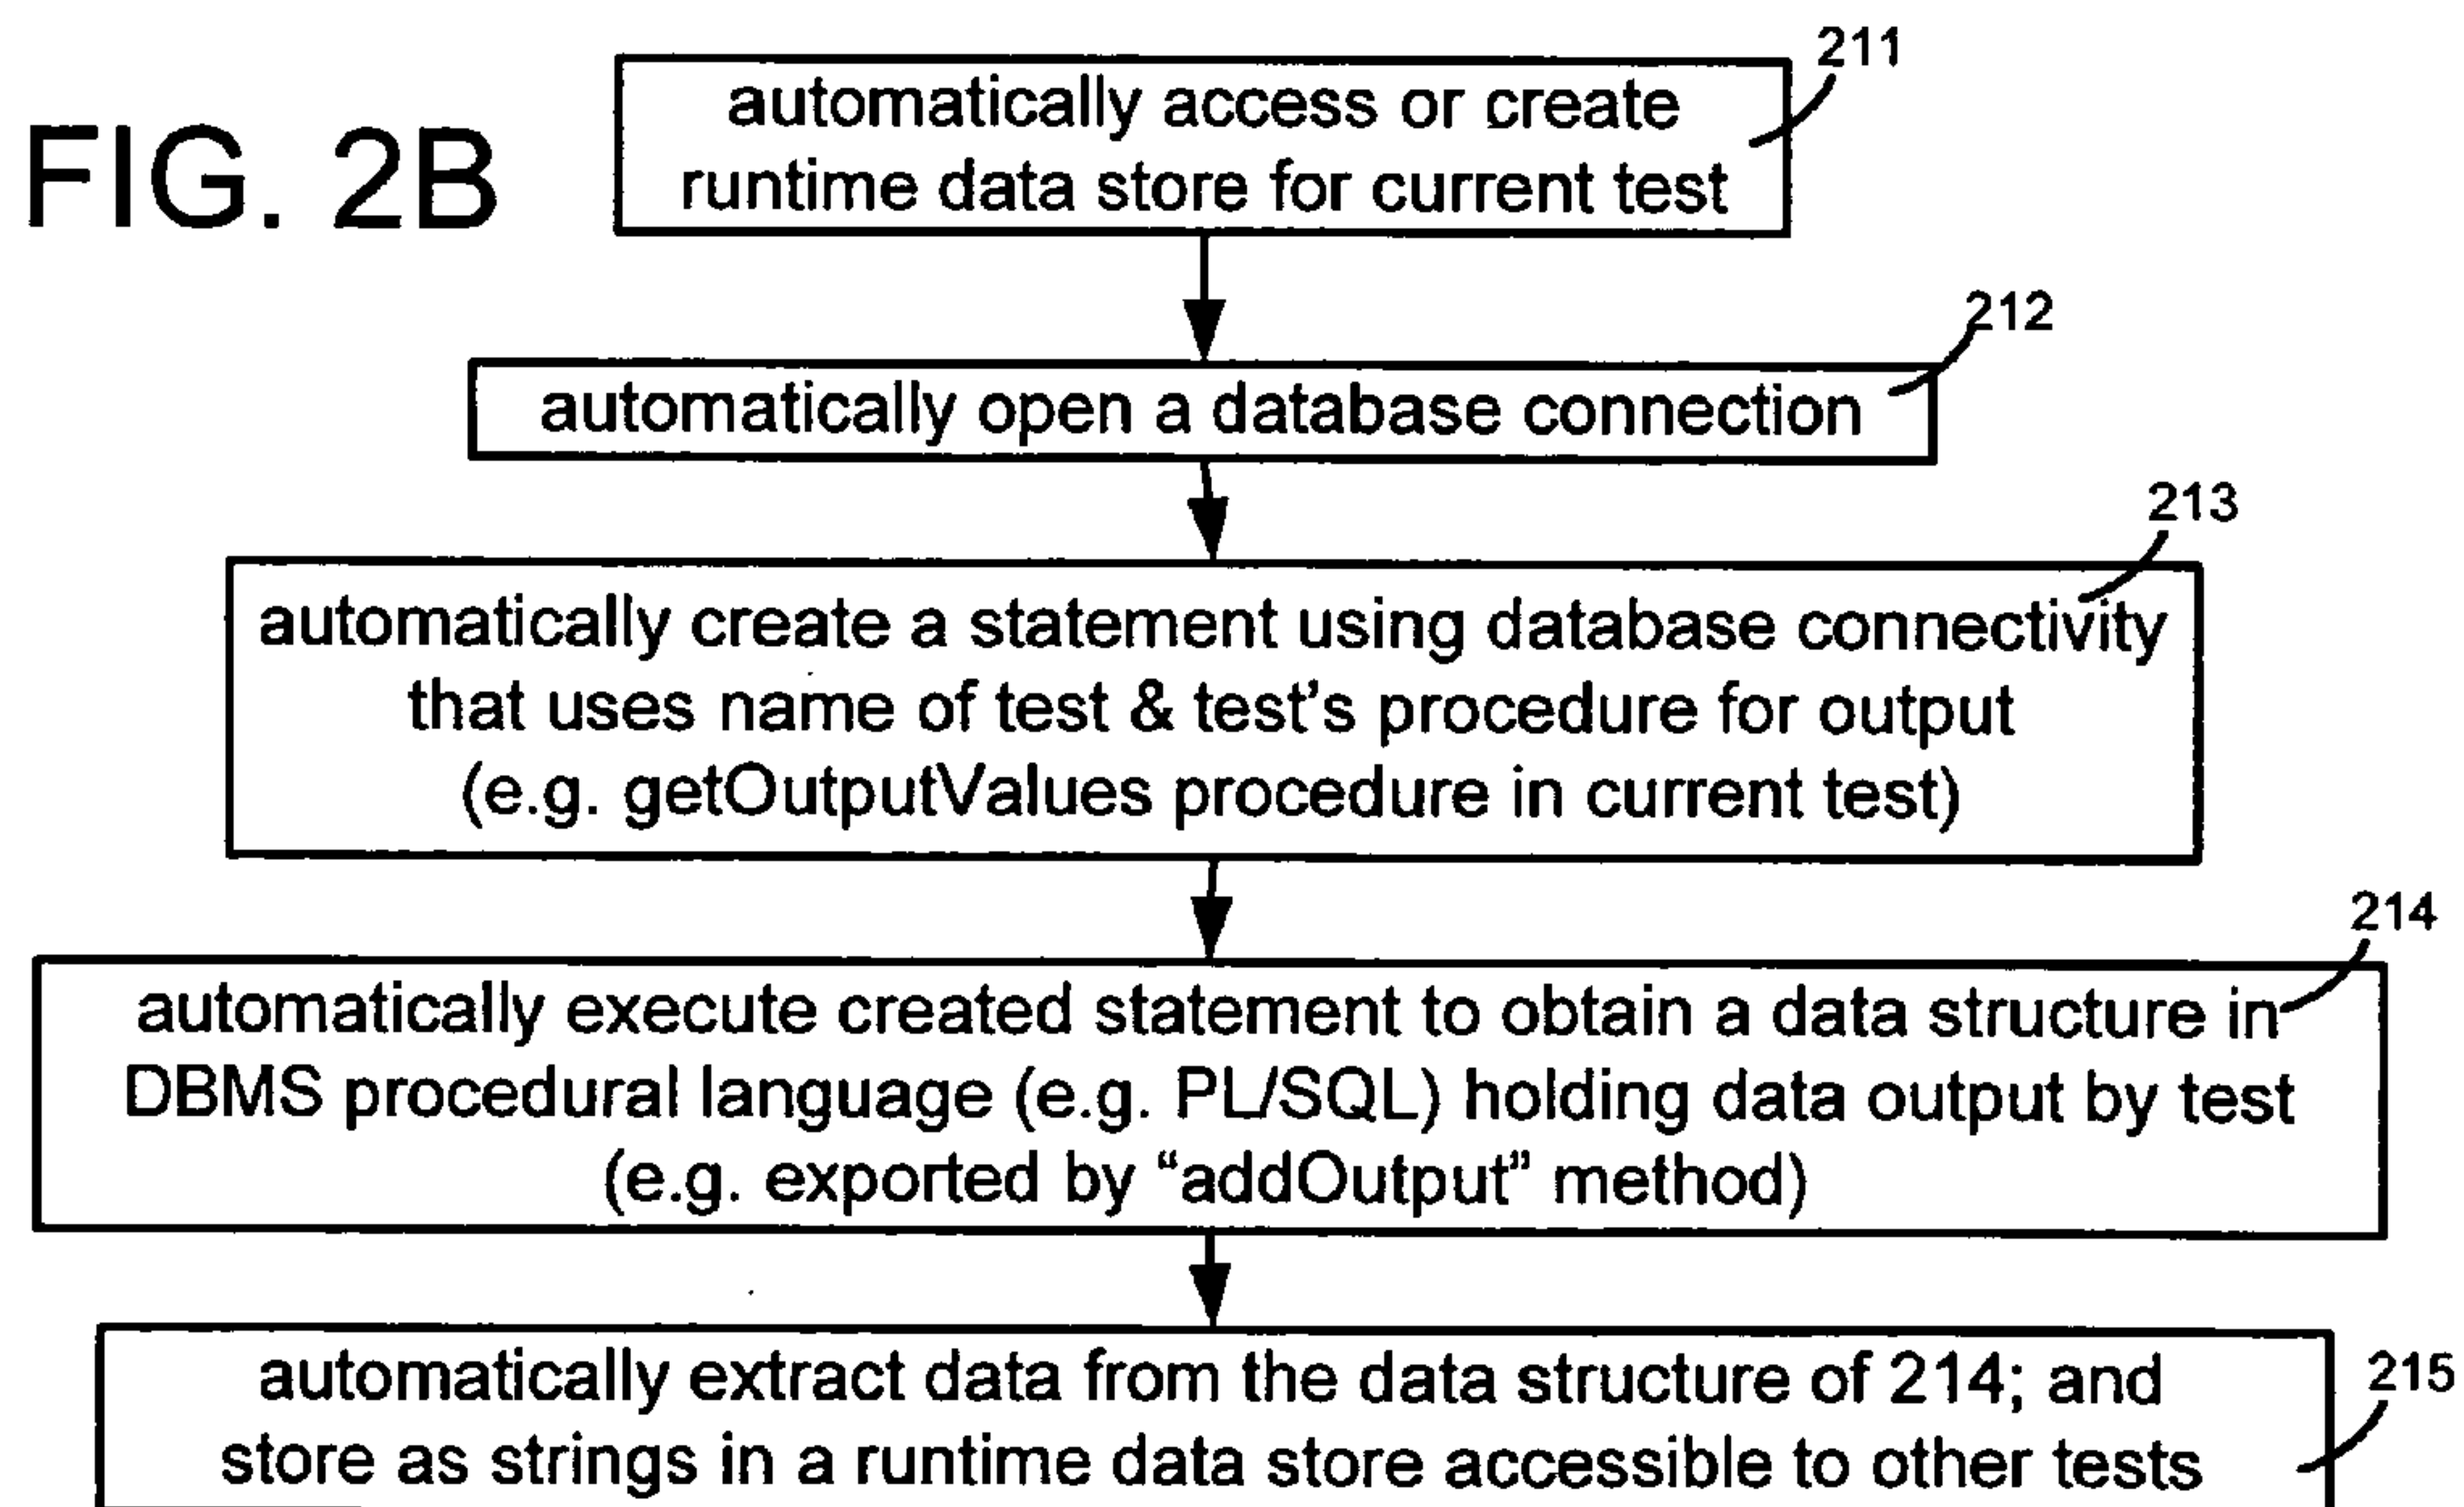 FIG. 2B
211
automatically access or create
runtime data store for current test
212
automatically open a database connection
213
automatically create a statement using database connectivity
that uses name of test & test's procedure for output
(e.g. getOutputValues procedure in current test)
214
automatically execute created statement to obtain a data structure in
DBMS procedural language (e.g. PL/SQL) holding data output by test
(e.g. exported by “addOutput” method)
215
automatically extract data from the data structure of 214; and
store as strings in a runtime data store accessible to other tests